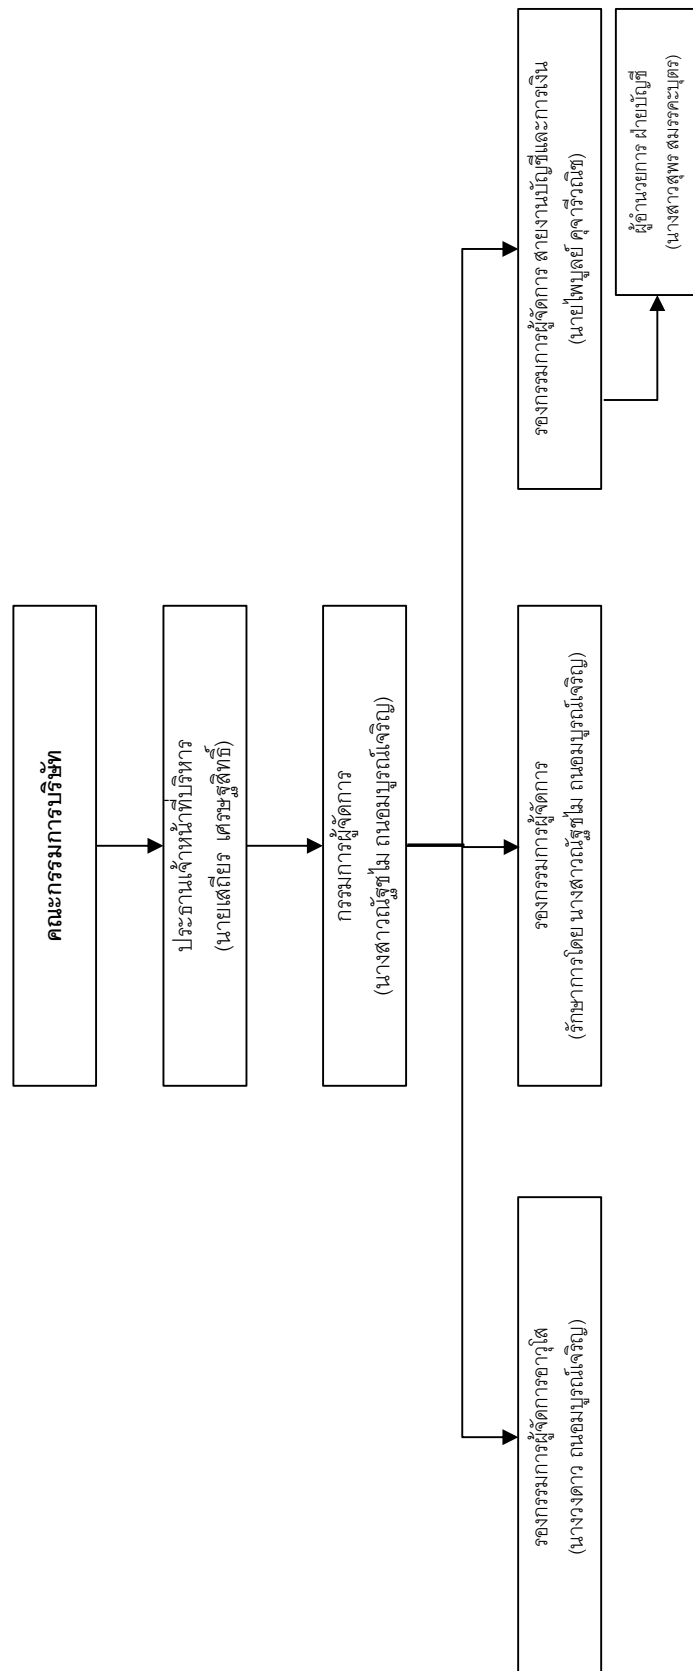 คณะกรรมการบริษัท
ประธานเจ้าหน้าที่บริหาร
(นายเสถียร เศรษฐสิทธิ์)
กรรมการผู้จัดการ
(นางสาวณัฐชไม ถนอมบูรณ์เจริญ)
รองกรรมการผู้จัดการอาวุโส
(นางวงดาว ถนอมบูรณ์เจริญ)
รองกรรมการผู้จัดการ
(รักษาการโดย นางสาวณัฐชไม ถนอมบูรณ์เจริญ)
รองกรรมการผู้จัดการ สายงานบัญชีและการเงิน
(นายไพบูลย์ คุจารีวณิช)
ผู้อำนวยการ ฝ่ายบัญชี
(นางสาวสุพร สมรรคะบุตร)